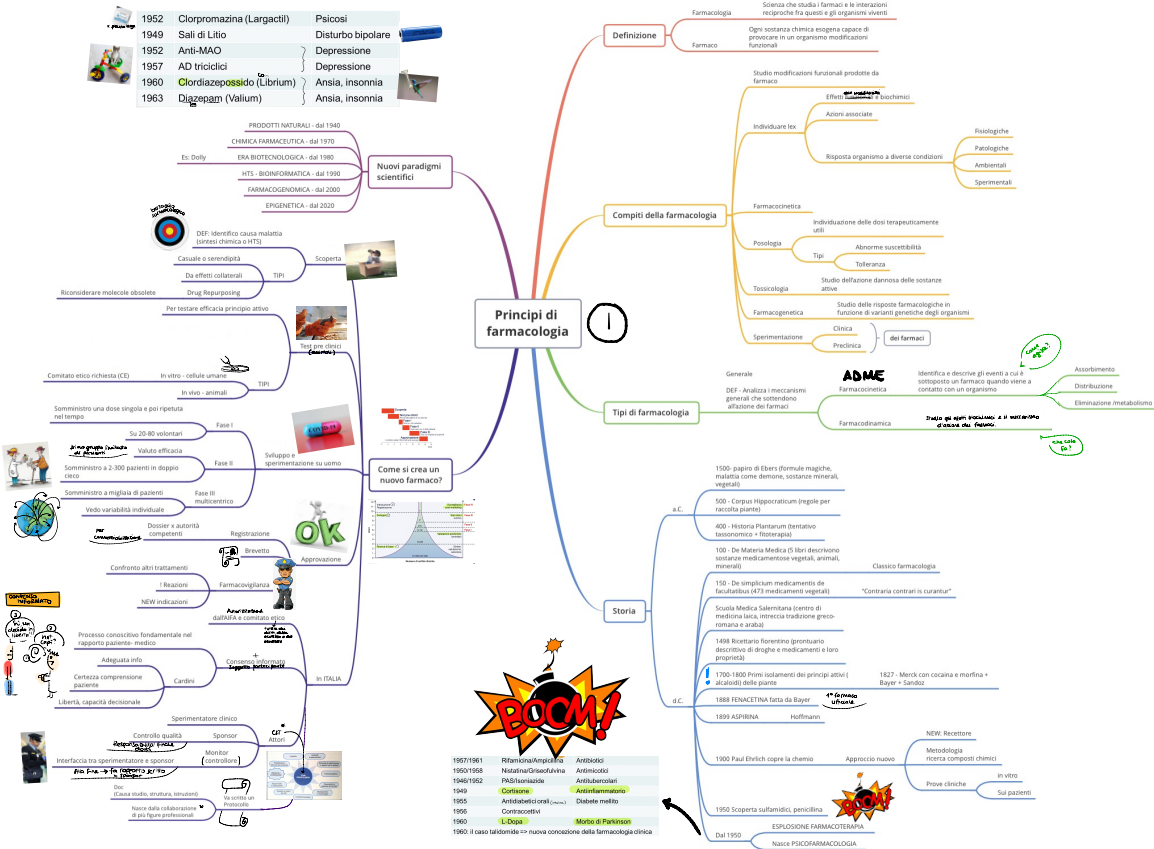 1952 Clorpromazina (Largactil) Psicosi
1949 Sali di Litio Disturbo bipolare
1952 Anti-MAO Depressione
1957 AD triciclici Depressione
1960 Clordiazepossido (Librium) Ansia, insonnia
1963 Diazepam (Valium) Ansia, insonnia
PRODOTTI NATURALI - dal 1940
CHIMICA FARMACEUTICA - dal 1970
Es: Dolly
ERA BIOTECNOLOGICA - dal 1980
HTS - BIOINFORMATICA - dal 1990
FARMACOGENOMICA - dal 2000
EPIGENETICA - dal 2020
Nuovi paradigmi
scientifici
DEF: Identifico causa malattia
(sintesi chimica o HTS)
Casuale o serendipità
Da effetti collaterali
TIPI
Scoperta
Riconsiderare molecole obsolete
Drug Repurposing
Per testare efficacia principio attivo
Test pre clinici
(animali)
Comitato etico richiesta (CE)
In vitro - cellule umane
TIPI
In vivo - animali
Somministro una dose singola e poi ripetuta
nel tempo
Fase I
Su 20-80 volontari
Valuto efficacia
Fase II
Somministro a 2-300 pazienti in doppio
cieco
Sviluppo e
sperimentazione su uomo
COVID-19
Somministro a migliaia di pazienti
Fase III
multicentrico
Vedo variabilità individuale
Come si crea un
nuovo farmaco?
OK
Dossier x autorità
competenti
Registrazione
Brevetto
Approvazione
Confronto altri trattamenti
! Reazioni
Farmacovigilanza
NEW indicazioni
dall'AIFA e comitato etico
CONSENSO
INFORMATO
Processo conoscitivo fondamentale nel
rapporto paziente- medico
Adeguata info
Consenso informato
Certezza comprensione
paziente
Cardini
Libertà, capacità decisionale
In ITALIA
Sperimentatore clinico
Controllo qualità
Sponsor
Attori
Interfaccia tra sperimentatore e sponsor
Monitor
(controllore)
Doc
(Causa studio, struttura, istruzioni)
Va scritto un
Protocollo
Nasce dalla collaborazione
di più figure professionali
Principi di
farmacologia
1
Definizione
Farmacologia
Scienza che studia i farmaci e le interazioni
reciproche fra questi e gli organismi viventi
Farmaco
Ogni sostanza chimica esogena capace di
provocare in un organismo modificazioni
funzionali
Compiti della farmacologia
Studio modificazioni funzionali prodotte da
farmaco
Individuare lex
Effetti e biochimici
Azioni associate
Risposta organismo a diverse condizioni
Fisiologiche
Patologiche
Ambientali
Sperimentali
Farmacocinetica
Posologia
Individuazione delle dosi terapeuticamente
utili
Tipi
Abnorme suscettibilità
Tolleranza
Tossicologia
Studio dell'azione dannosa delle sostanze
attive
Farmacogenetica
Studio delle risposte farmacologiche in
funzione di varianti genetiche degli organismi
Sperimentazione
Clinica
Preclinica
dei farmaci
Tipi di farmacologia
Generale
DEF - Analizza i meccanismi
generali che sottendono
all'azione dei farmaci
ADME
Farmacocinetica
Identifica e descrive gli eventi a cui è
sottoposto un farmaco quando viene a
contatto con un organismo
come
agisce?
Assorbimento
Distribuzione
Eliminazione /metabolismo
Farmacodinamica
Studia gli effetti biochimici e il meccanismo
d'azione dei farmaci
che cosa
fa?
Storia
a.C.
1500- papiro di Ebers (formule magiche,
malattia come demone, sostanze minerali,
vegetali)
500 - Corpus Hippocraticum (regole per
raccolta piante)
400 - Historia Plantarum (tentativo
tassonomico + fitoterapia)
d.C.
100 - De Materia Medica (5 libri descrivono
sostanze medicamentose vegetali, animali,
minerali)
Classico farmacologia
150 - De simplicium medicamentis de
facultatibus (473 medicamenti vegetali)
"Contraria contrari is curantur"
Scuola Medica Salernitana (centro di
medicina laica, intreccia tradizione greco-
romana e araba)
1498 Ricettario fiorentino (prontuario
descrittivo di droghe e medicamenti e loro
proprietà)
1700-1800 Primi isolamenti dei principi attivi (
alcaloidi) delle piante
1827 - Merck con cocaina e morfina +
Bayer + Sandoz
1888 FENACETINA fatta da Bayer
1° farmaco
1899 ASPIRINA
Hoffmann
1900 Paul Ehrlich copre la chemio
Approccio nuovo
NEW: Recettore
Metodologia
ricerca composti chimici
Prove cliniche
in vitro
Sui pazienti
1950 Scoperta sulfamidici, penicillina
BOOM!
Dal 1950
ESPLOSIONE FARMACOTERAPIA
Nasce PSICOFARMACOLOGIA
BOOM!
1957/1961 Rifamicina/Ampicillina Antibiotici
1950/1958 Nistatina/Griseofulvina Antimicotici
1946/1952 PAS/Isoniazide Antitubercolari
1949 Cortisone Antiinfiammatorio
1955 Antidiabetici orali Diabete mellito
1956 Contraccettivi
1960 L-Dopa Morbo di Parkinson
1960: il caso talidomide => nuova concezione della farmacologia clinica